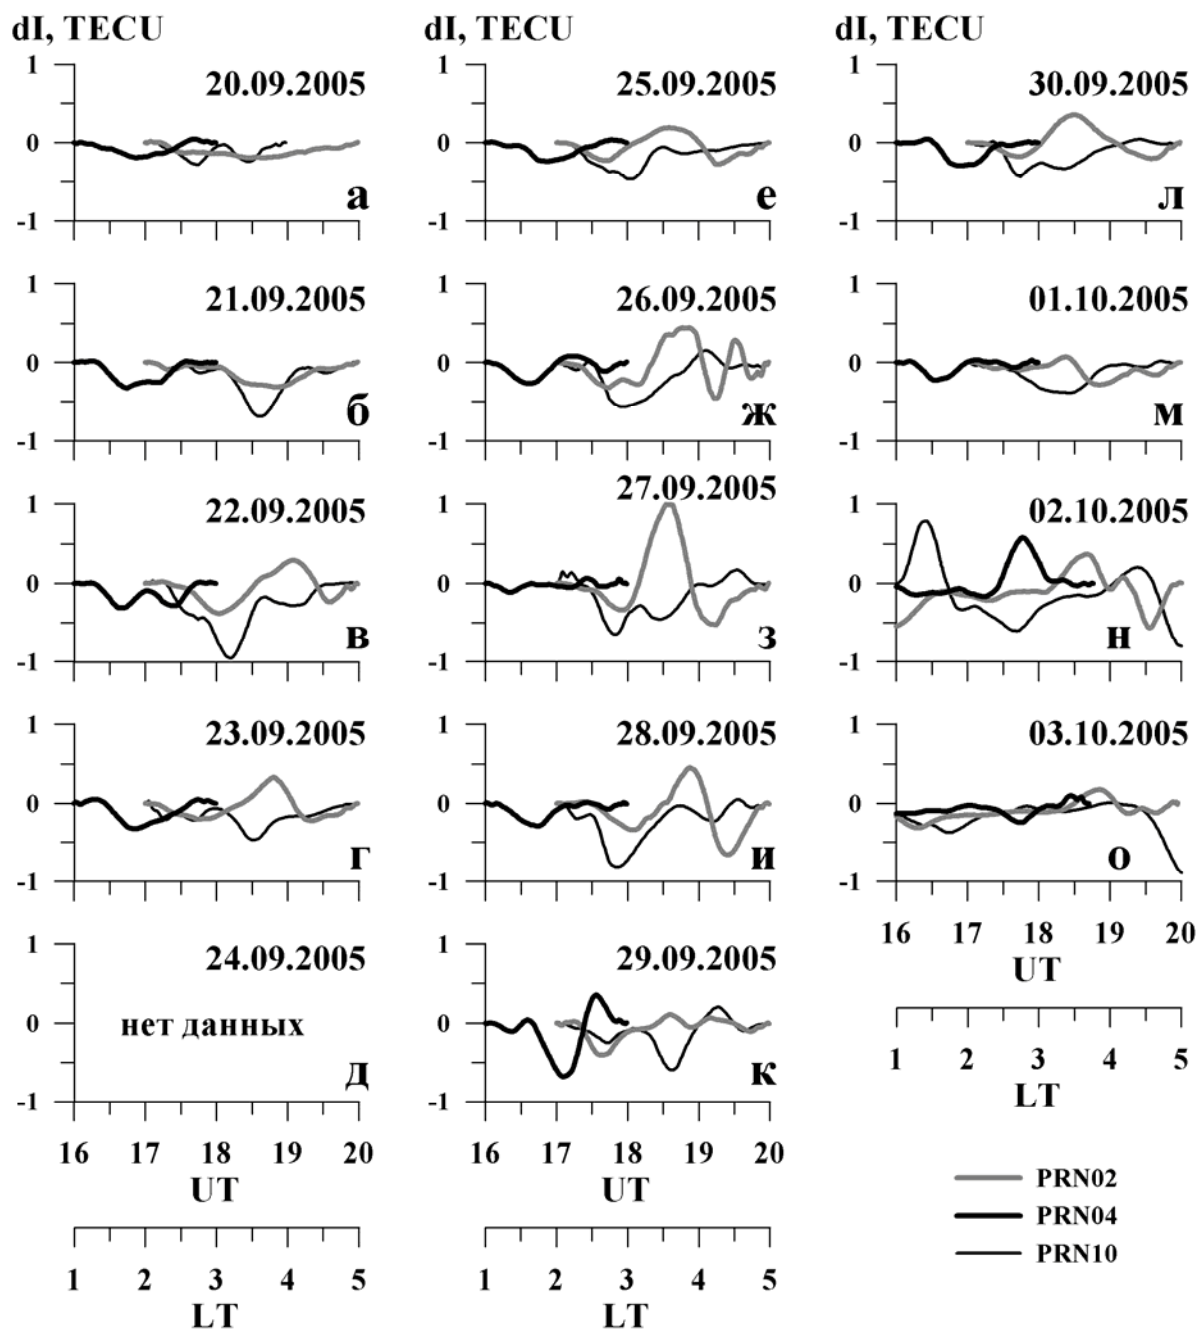 dI, TECU
1
20.09.2005
0
а
-1
1
21.09.2005
0
б
-1
1
22.09.2005
0
в
-1
1
23.09.2005
0
г
-1
1
24.09.2005
0
нет данных
д
-1
16 17 18 19 20
UT
1 2 3 4 5
LT
dI, TECU
1
25.09.2005
0
е
-1
1
26.09.2005
0
ж
-1
27.09.2005
1
0
з
-1
1
28.09.2005
0
и
-1
1
29.09.2005
0
к
-1
16 17 18 19 20
UT
1 2 3 4 5
LT
dI, TECU
1
30.09.2005
0
л
-1
1
01.10.2005
0
м
-1
1
02.10.2005
0
н
-1
1
03.10.2005
0
о
-1
16 17 18 19 20
UT
1 2 3 4 5
LT
PRN02
PRN04
PRN10